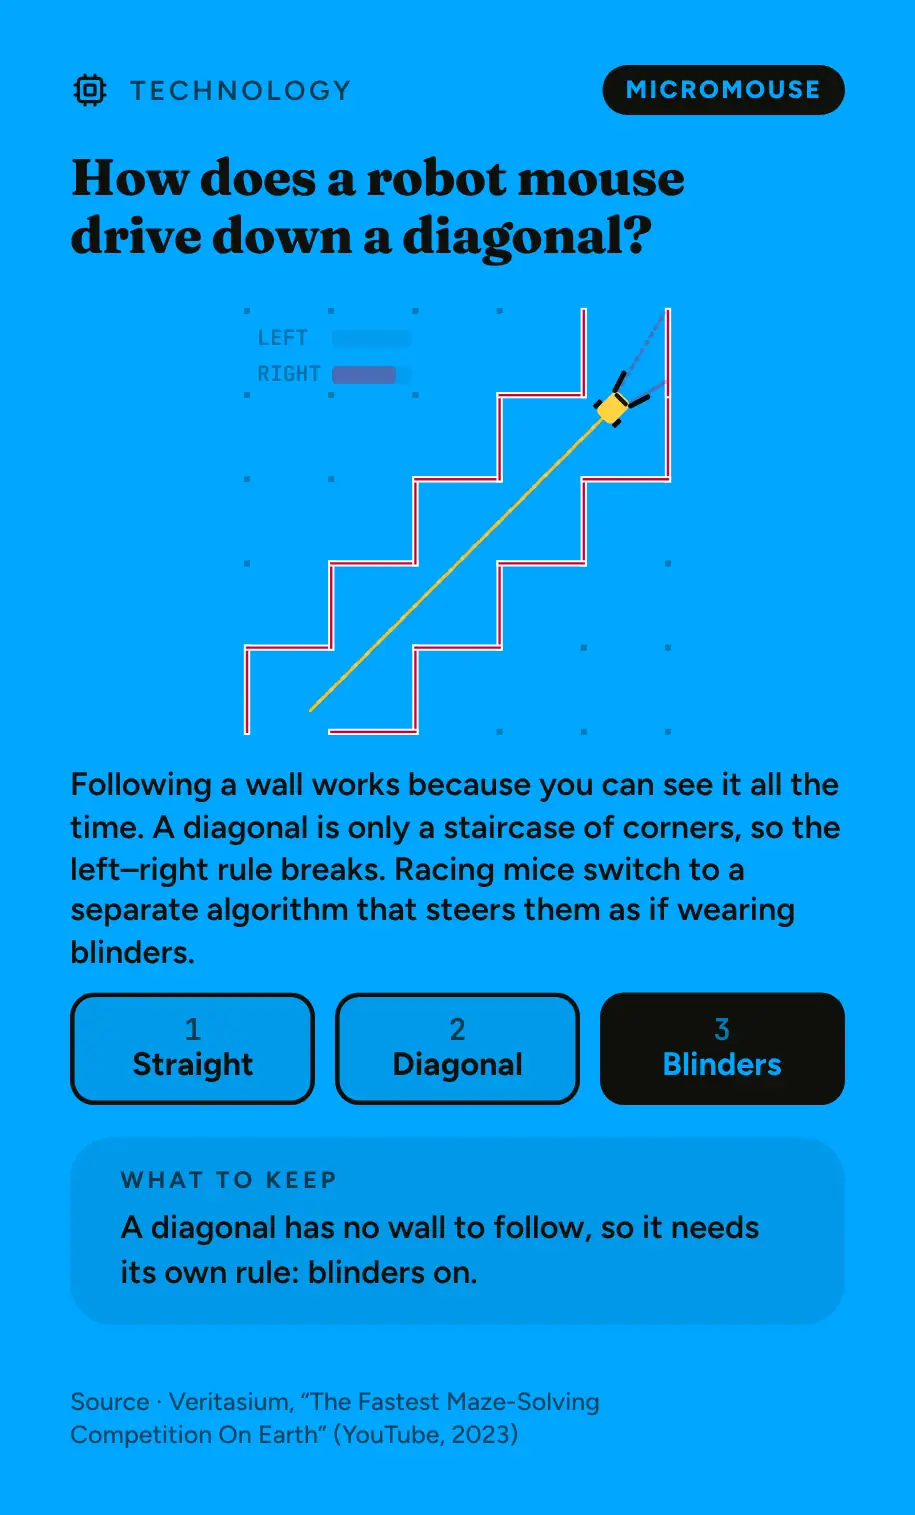 TECHNOLOGY
MICROMOUSE
How does a robot mouse
drive down a diagonal?
LEFT
RIGHT
Following a wall works because you can see it all the
time. A diagonal is only a staircase of corners, so the
left–right rule breaks. Racing mice switch to a
separate algorithm that steers them as if wearing
blinders.
1
Straight
2
Diagonal
3
Blinders
WHAT TO KEEP
A diagonal has no wall to follow, so it needs
its own rule: blinders on.
Source · Veritasium, “The Fastest Maze-Solving
Competition On Earth” (YouTube, 2023)